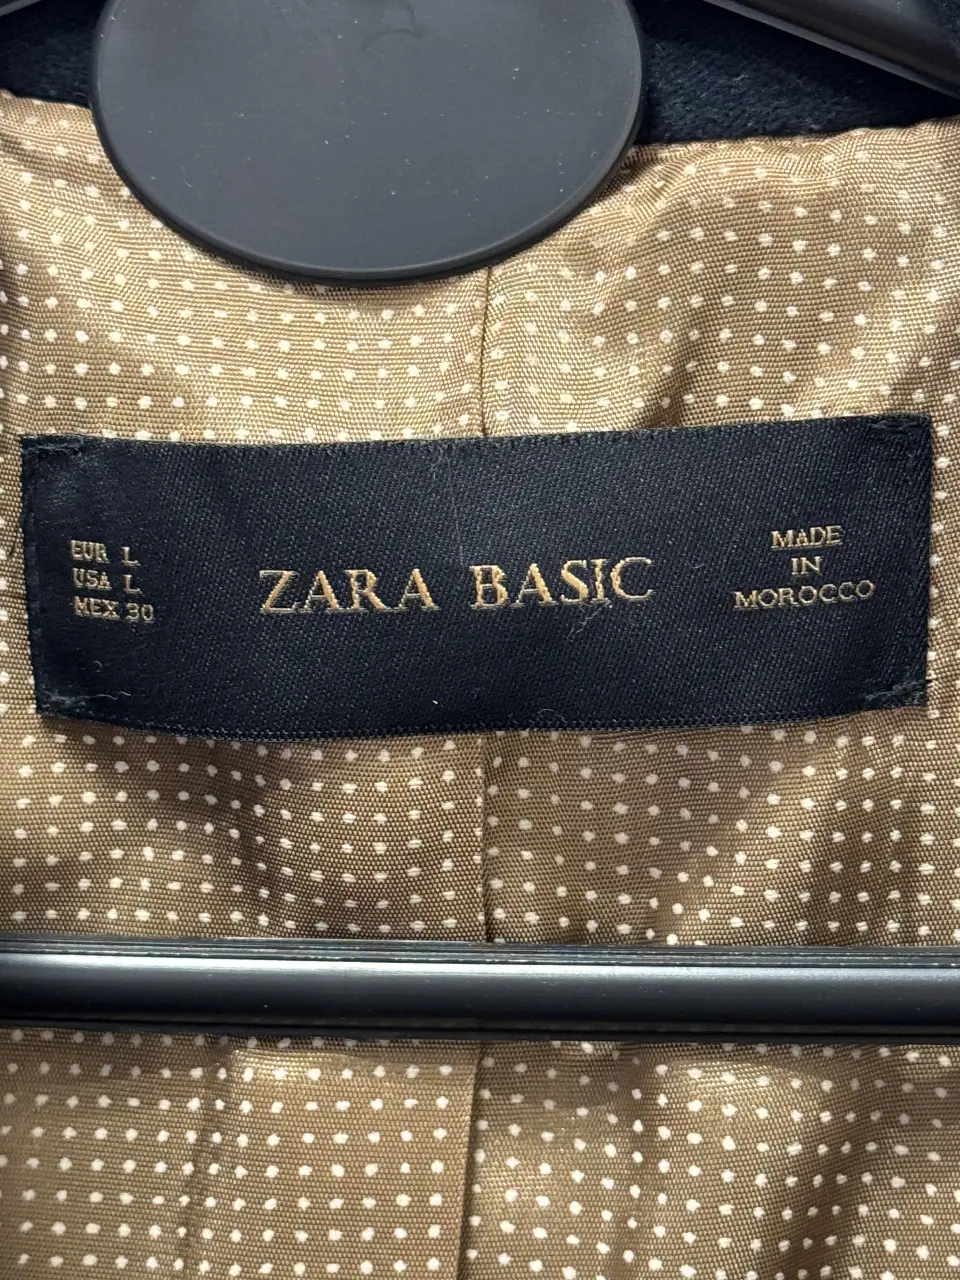 EUR L
USA L
MEX 30
ZARA BASIC
MADE
IN
MOROCCO